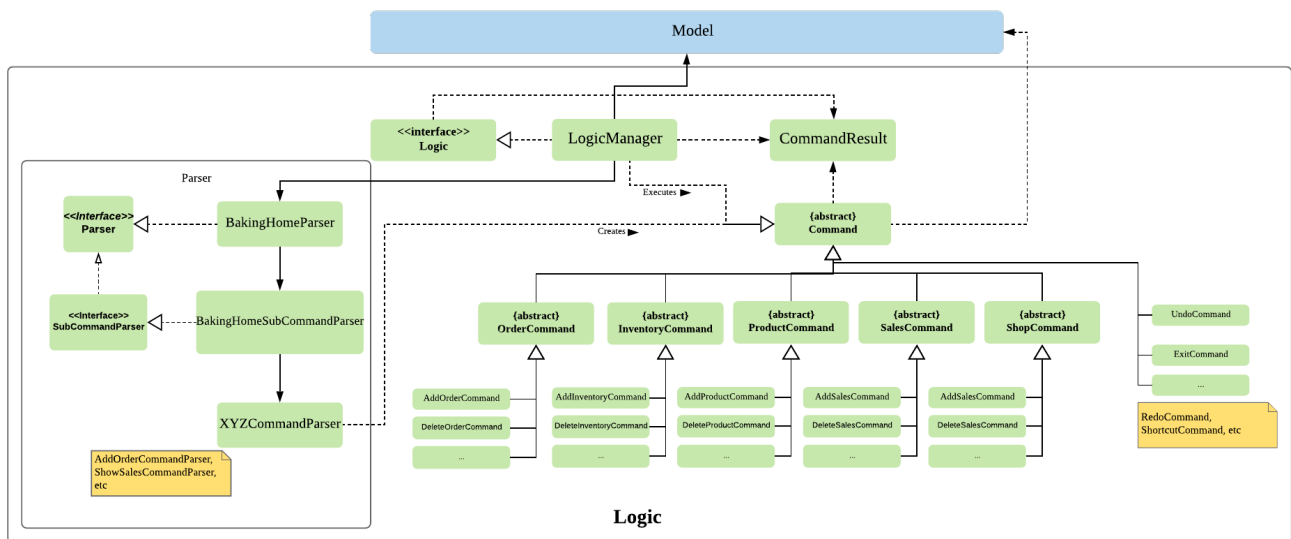 Model
<<interface>>
Logic
LogicManager
CommandResult
Parser
Executes
<<Interface>>
Parser
BakingHomeParser
Creates
{abstract}
Command
<<Interface>>
SubCommandParser
BakingHomeSubCommandParser
{abstract}
OrderCommand
{abstract}
InventoryCommand
{abstract}
ProductCommand
{abstract}
SalesCommand
{abstract}
ShopCommand
UndoCommand
ExitCommand
...
AddOrderCommand
AddInventoryCommand
AddProductCommand
AddSalesCommand
AddSalesCommand
DeleteOrderCommand
DeleteInventoryCommand
DeleteProductCommand
DeleteSalesCommand
DeleteSalesCommand
...
...
...
...
...
XYZCommandParser
RedoCommand,
ShortcutCommand, etc
AddOrderCommandParser,
ShowSalesCommandParser,
etc
Logic